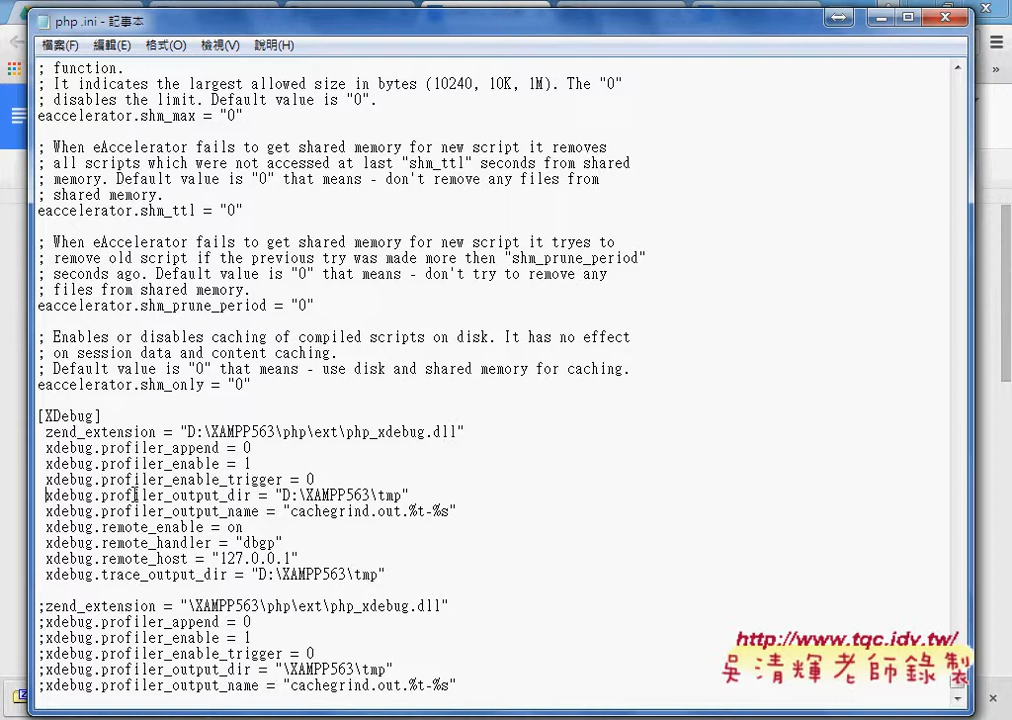 php .ini - 記事本
檔案(F) 編輯(E) 格式(O) 檢視(V) 說明(H)
; function.
; It indicates the largest allowed size in bytes (10240, 10K, 1M). The "0"
; disables the limit. Default value is "0".
eaccelerator.shm_max = "0"
; When eAccelerator fails to get shared memory for new script it removes
; all scripts which were not accessed at last "shm_ttl" seconds from shared
; memory. Default value is "0" that means - don't remove any files from
; shared memory.
eaccelerator.shm_ttl = "0"
; When eAccelerator fails to get shared memory for new script it tryes to
; remove old script if the previous try was made more then "shm_prune_period"
; seconds ago. Default value is "0" that means - don't try to remove any
; files from shared memory.
eaccelerator.shm_prune_period = "0"
; Enables or disables caching of compiled scripts on disk. It has no effect
; on session data and content caching.
; Default value is "0" that means - use disk and shared memory for caching.
eaccelerator.shm_only = "0"
[XDebug]
zend_extension = "D:\XAMPP563\php\ext\php_xdebug.dll"
xdebug.profiler_append = 0
xdebug.profiler_enable = 1
xdebug.profiler_enable_trigger = 0
xdebug.profiler_output_dir = "D:\XAMPP563\tmp"
xdebug.profiler_output_name = "cachegrind.out.%t-%s"
xdebug.remote_enable = on
xdebug.remote_handler = "dbgp"
xdebug.remote_host = "127.0.0.1"
xdebug.trace_output_dir = "D:\XAMPP563\tmp"
;zend_extension = "\XAMPP563\php\ext\php_xdebug.dll"
;xdebug.profiler_append = 0
;xdebug.profiler_enable = 1
;xdebug.profiler_enable_trigger = 0
;xdebug.profiler_output_dir = "\XAMPP563\tmp"
;xdebug.profiler_output_name = "cachegrind.out.%t-%s"
http://www.tqc.idv.tw/
吳清輝老師錄製